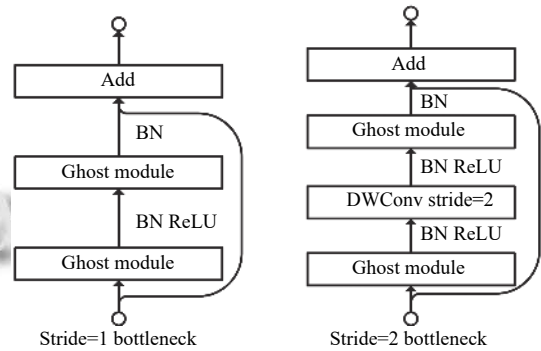 Add
BN
Ghost module
BN ReLU
Ghost module
Stride=1 bottleneck
Add
BN
Ghost module
BN ReLU
DWConv stride=2
BN ReLU
Ghost module
Stride=2 bottleneck